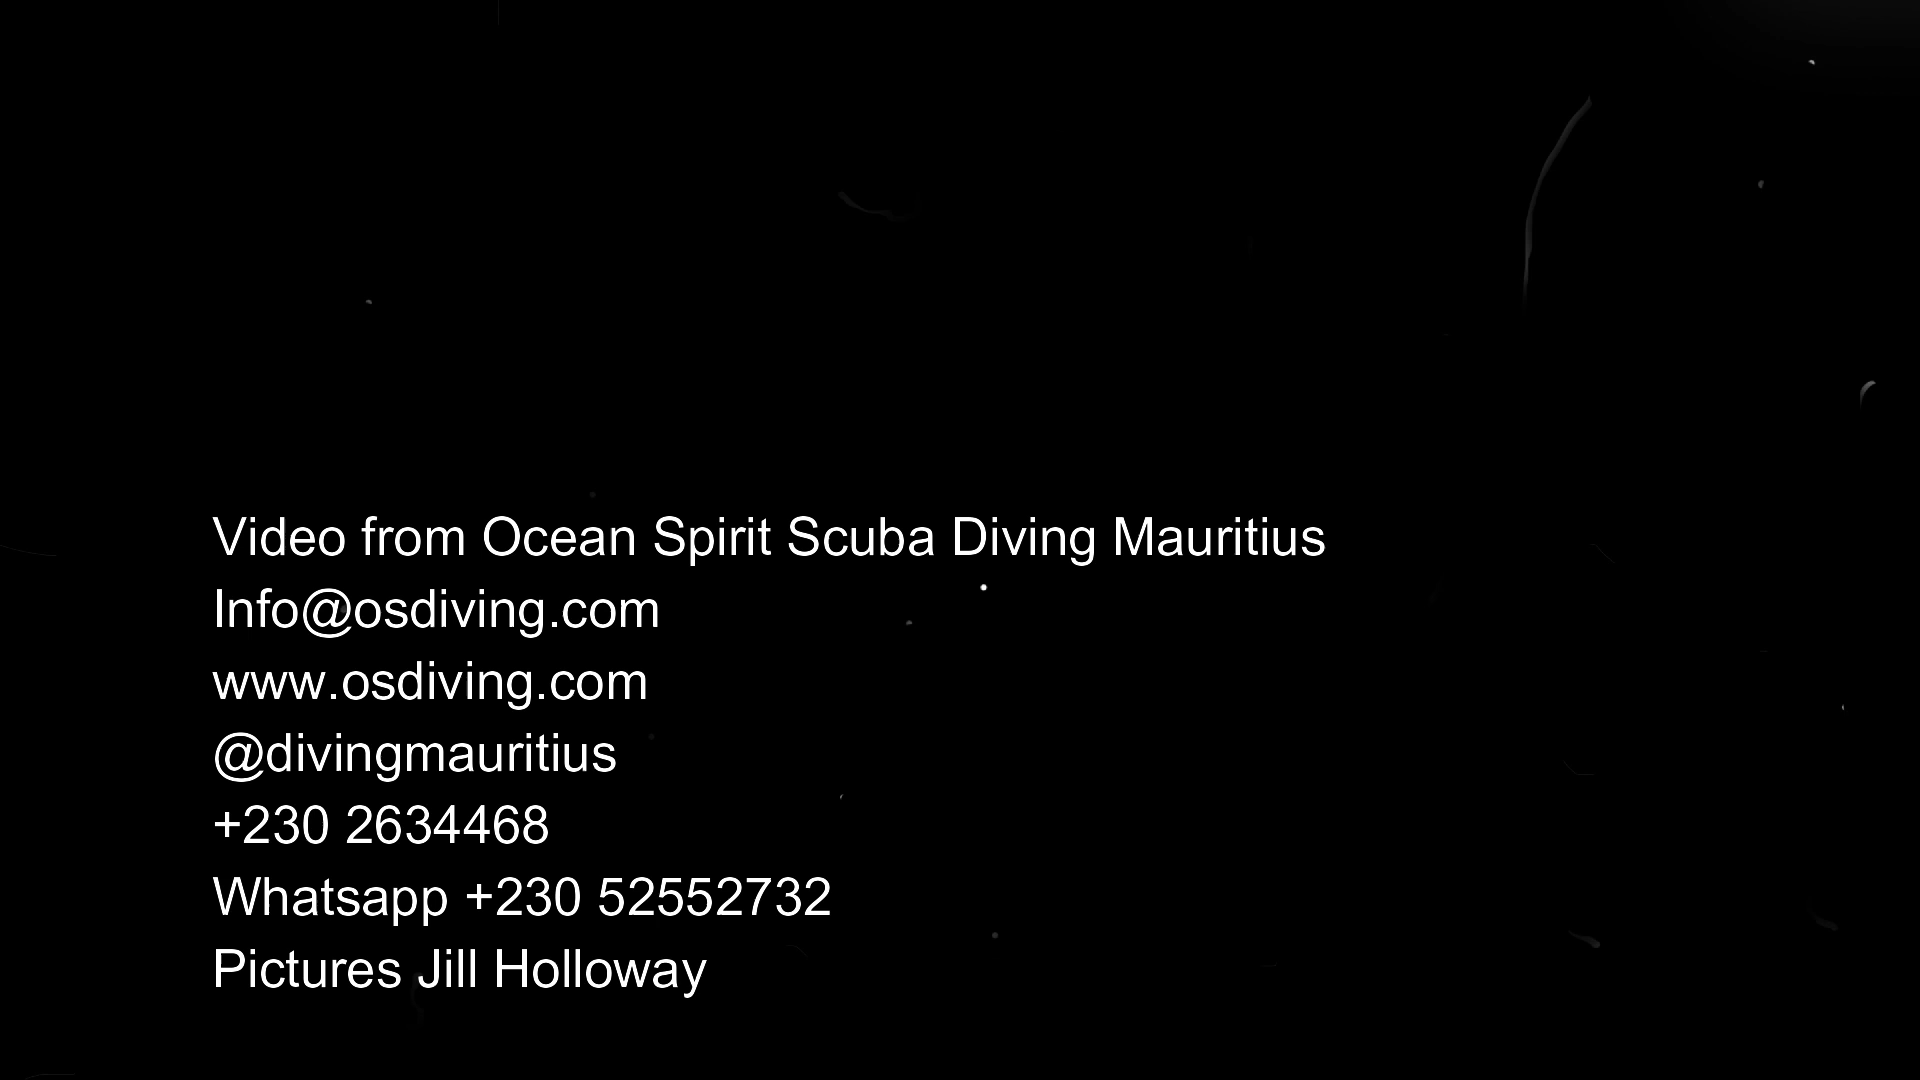 Video from Ocean Spirit Scuba Diving Mauritius
Info@osdiving.com
www.osdiving.com
@divingmauritius
+230 2634468
Whatsapp +230 52552732
Pictures Jill Holloway